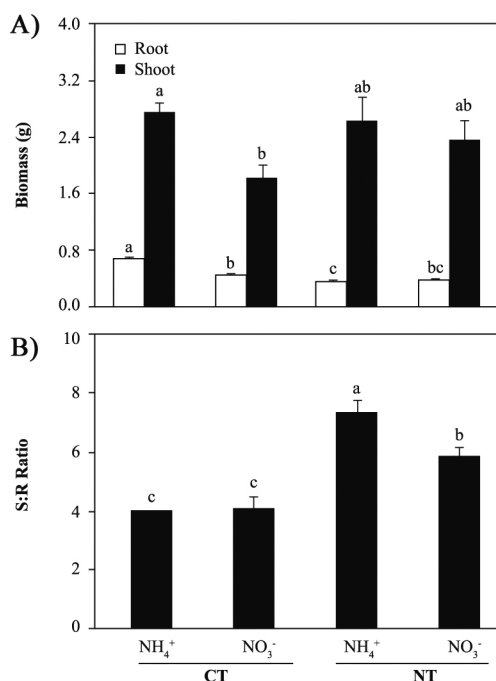 A)
4.0
Root
Shoot
3.2
2.4
1.6
0.8
0.0
Biomass (g)
a
a
b
b
ab
c
ab
bc
B)
10
8
6
4
2
0
S:R Ratio
c
c
a
b
NH₄⁺ NO₃⁻ NH₄⁺ NO₃⁻
CT NT